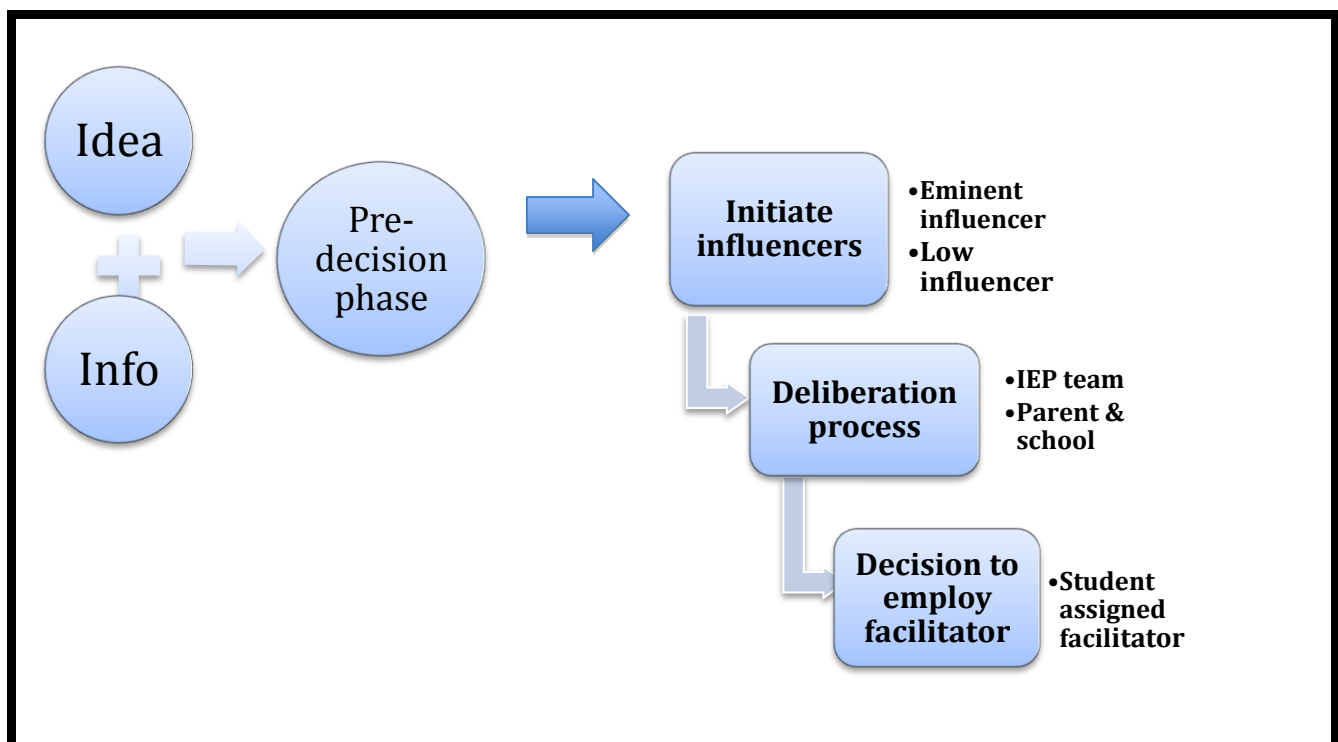 Idea
Info
Pre-
decision
phase
Initiate
influencers
•Eminent
influencer
•Low
influencer
Deliberation
process
•IEP team
•Parent &
school
Decision to
employ
facilitator
•Student
assigned
facilitator